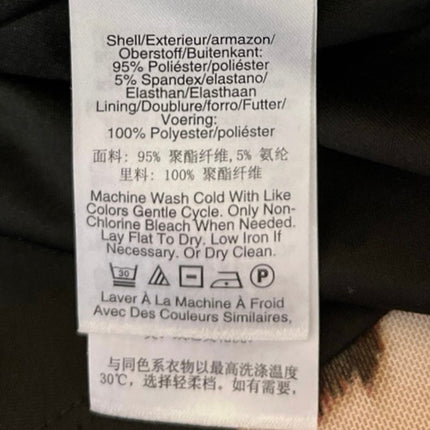 Shell/Exterieur/armazon/
Oberstoff/Buitenkant:
95% Poliéster/poliéster
5% Spandex/elastano/
Elasthan/Elasthaan
Lining/Doublure/forro/Futter/
Voering:
100% Polyester/poliéster
面料: 95% 聚酯纤维,5% 氨纶
里料: 100% 聚酯纤维
Machine Wash Cold With Like
Colors Gentle Cycle. Only Non-
Chlorine Bleach When Needed.
Lay Flat To Dry. Low Iron If
Necessary. Or Dry Clean.
30 P
Laver À La Machine À Froid
Avec Des Couleurs Similaires,
与同色系衣物以最高洗涤温度
30℃, 选择轻柔档。如有需要,